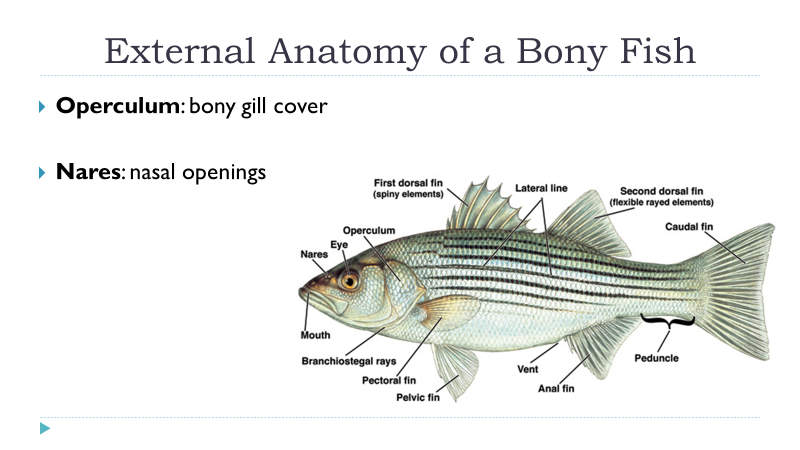 External Anatomy of a Bony Fish
Operculum: bony gill cover
Nares: nasal openings
First dorsal fin
(spiny elements)
Lateral line
Second dorsal fin
(flexible rayed elements)
Caudal fin
Operculum
Eye
Nares
Mouth
Branchiostegal rays
Pectoral fin
Pelvic fin
Vent
Anal fin
Peduncle